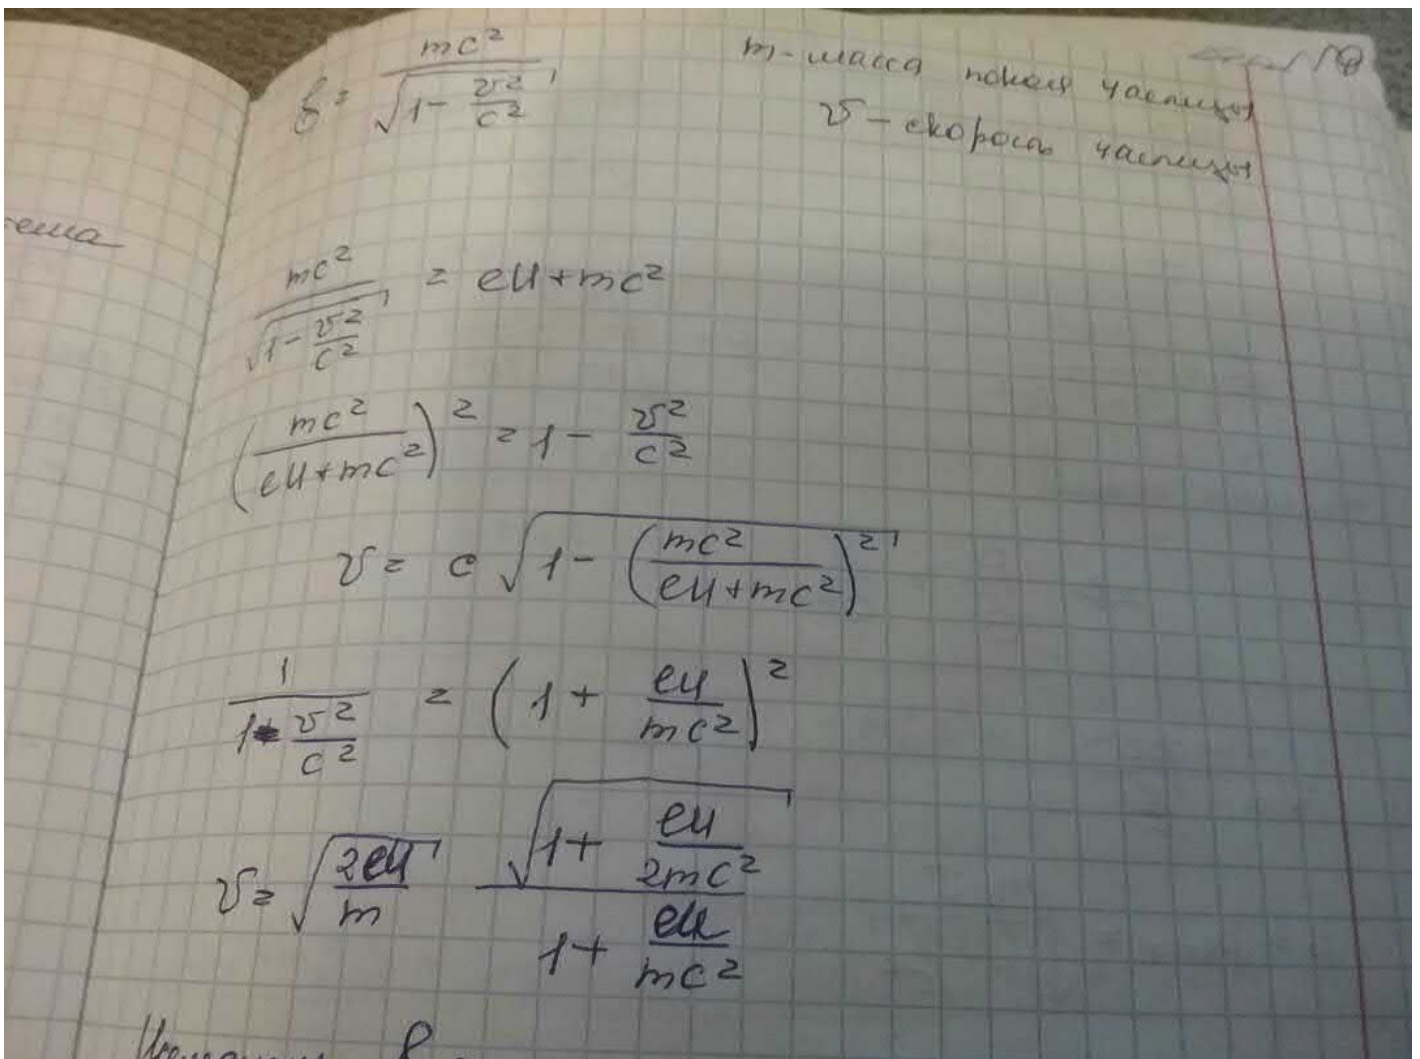 𝓔 = mc² / √(1 - v²/c²) m - масса покоя частицы
v - скорость частицы
ема
mc² / √(1 - v²/c²) = eU + mc²
(mc² / (eU + mc²))² = 1 - v²/c²
v = c √(1 - (mc² / (eU + mc²))²)
1 / (1 - v²/c²) = (1 + eU/mc²)²
v = √(2eU/m) √(1 + eU/2mc²) / (1 + eU/mc²)